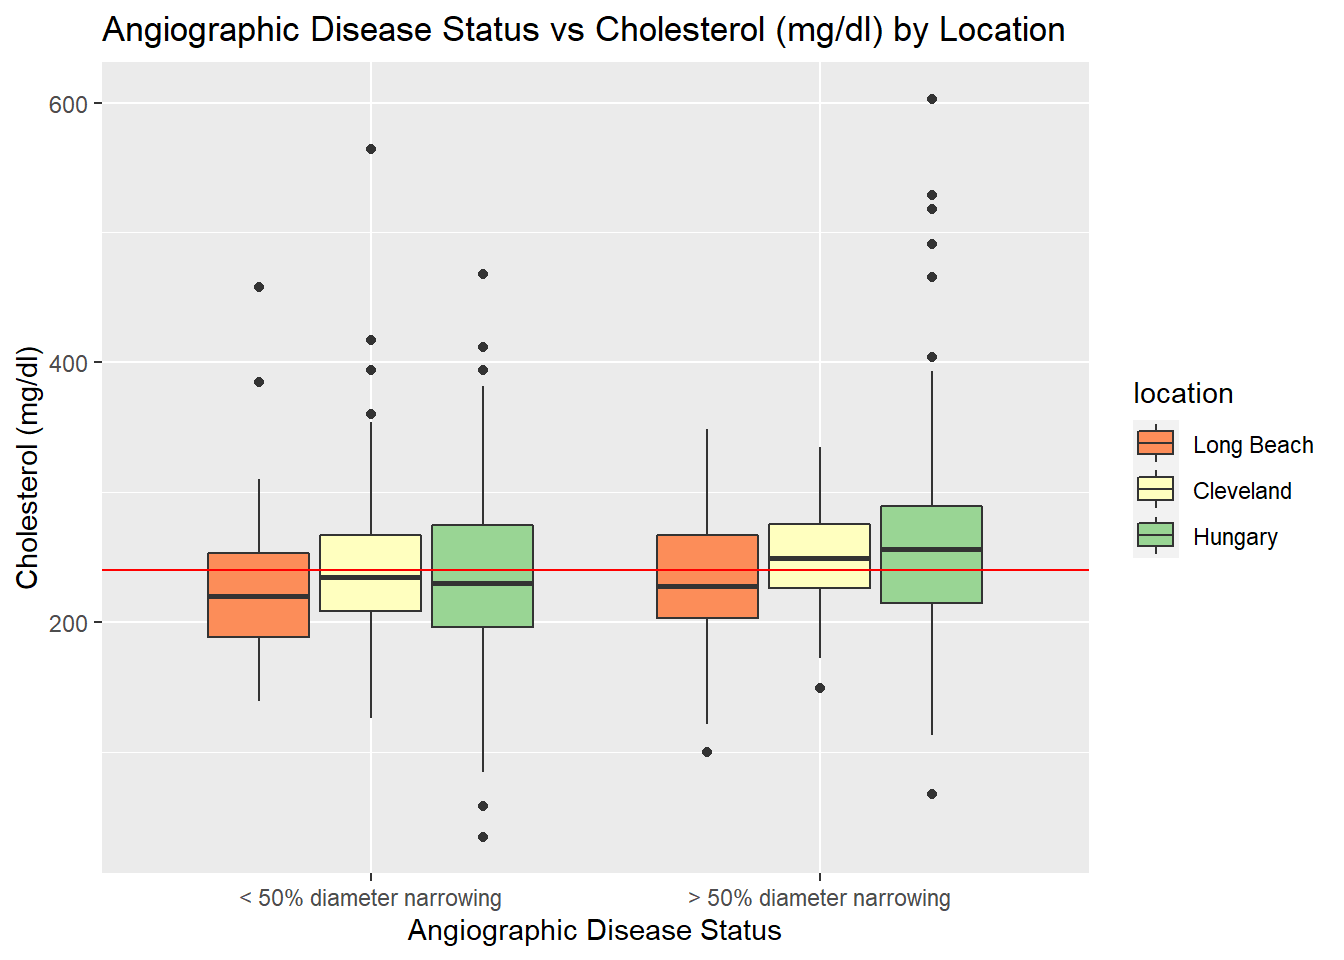 Angiographic Disease Status vs Cholesterol (mg/dl) by Location
Cholesterol (mg/dl)
600
400
200
< 50% diameter narrowing
> 50% diameter narrowing
Angiographic Disease Status
location
Long Beach
Cleveland
Hungary